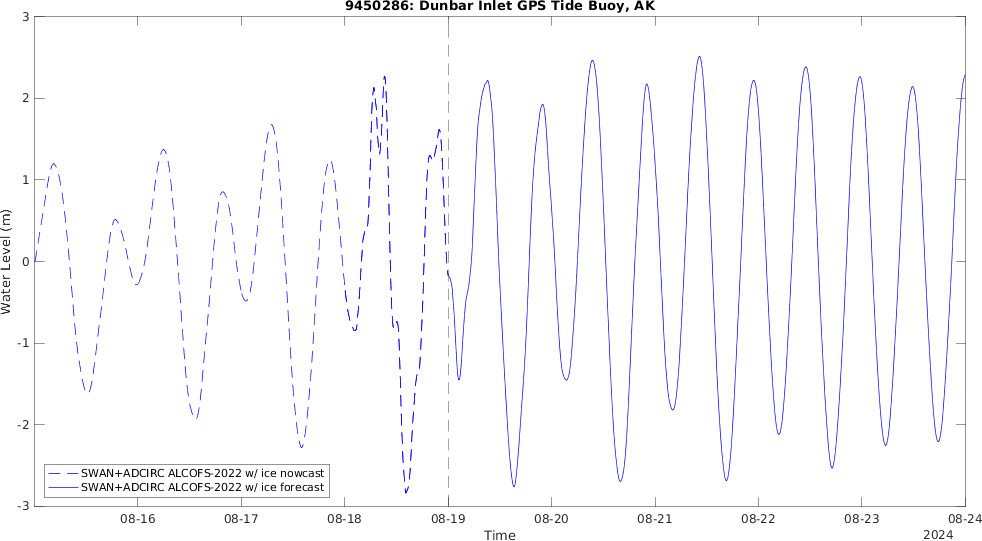 9450286: Dunbar Inlet GPS Tide Buoy, AK
3
2
1
0
-1
-2
-3
Water Level (m)
SWAN+ADCIRC ALCOFS-2022 w/ ice nowcast
SWAN+ADCIRC ALCOFS-2022 w/ ice forecast
08-16 08-17 08-18 08-19 08-20 08-21 08-22 08-23 08-24
Time
2024